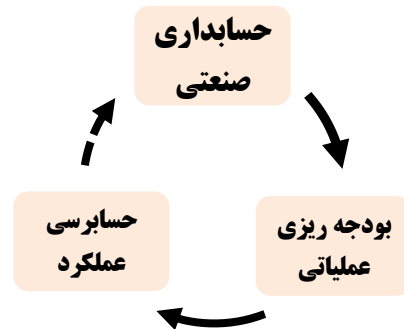 حسابداری
صنعتی
بودجه ریزی
عملیاتی
حسابرسی
عملکرد